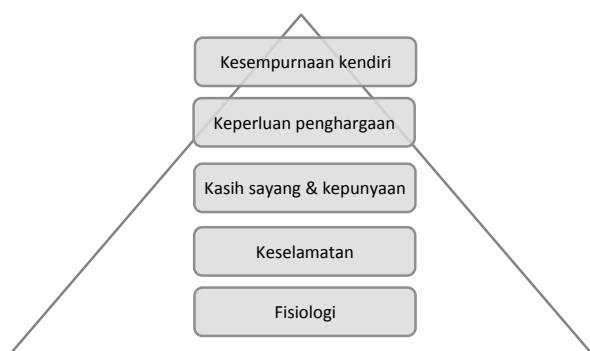 Kesempurnaan kendiri
Keperluan penghargaan
Kasih sayang & kepunyaan
Keselamatan
Fisiologi